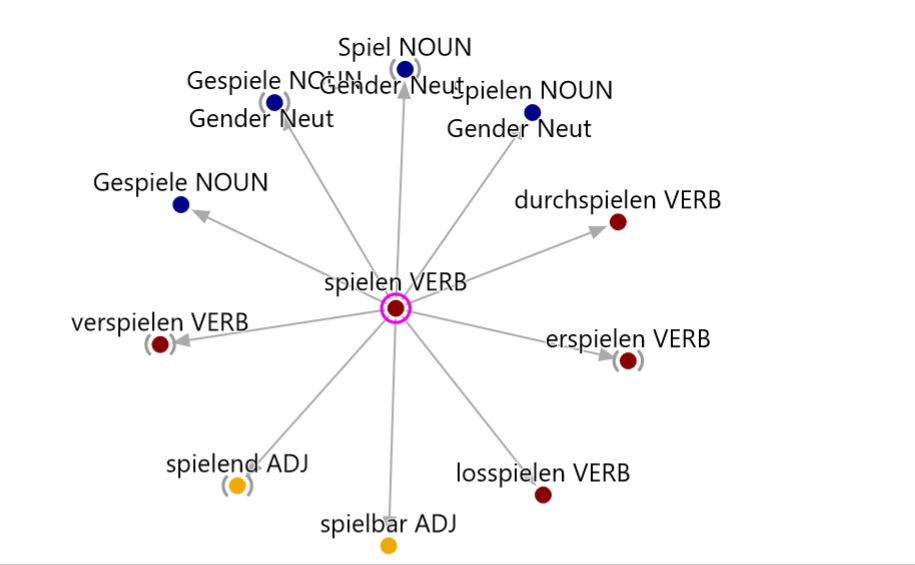 Spiel NOUN
Gender Neut
Gespiele NOUN
Gender Neut
Spielen NOUN
Gender Neut
Gespiele NOUN
durchspielen VERB
spielen VERB
verspielen VERB
erspielen VERB
spielend ADJ
losspielen VERB
spielbar ADJ